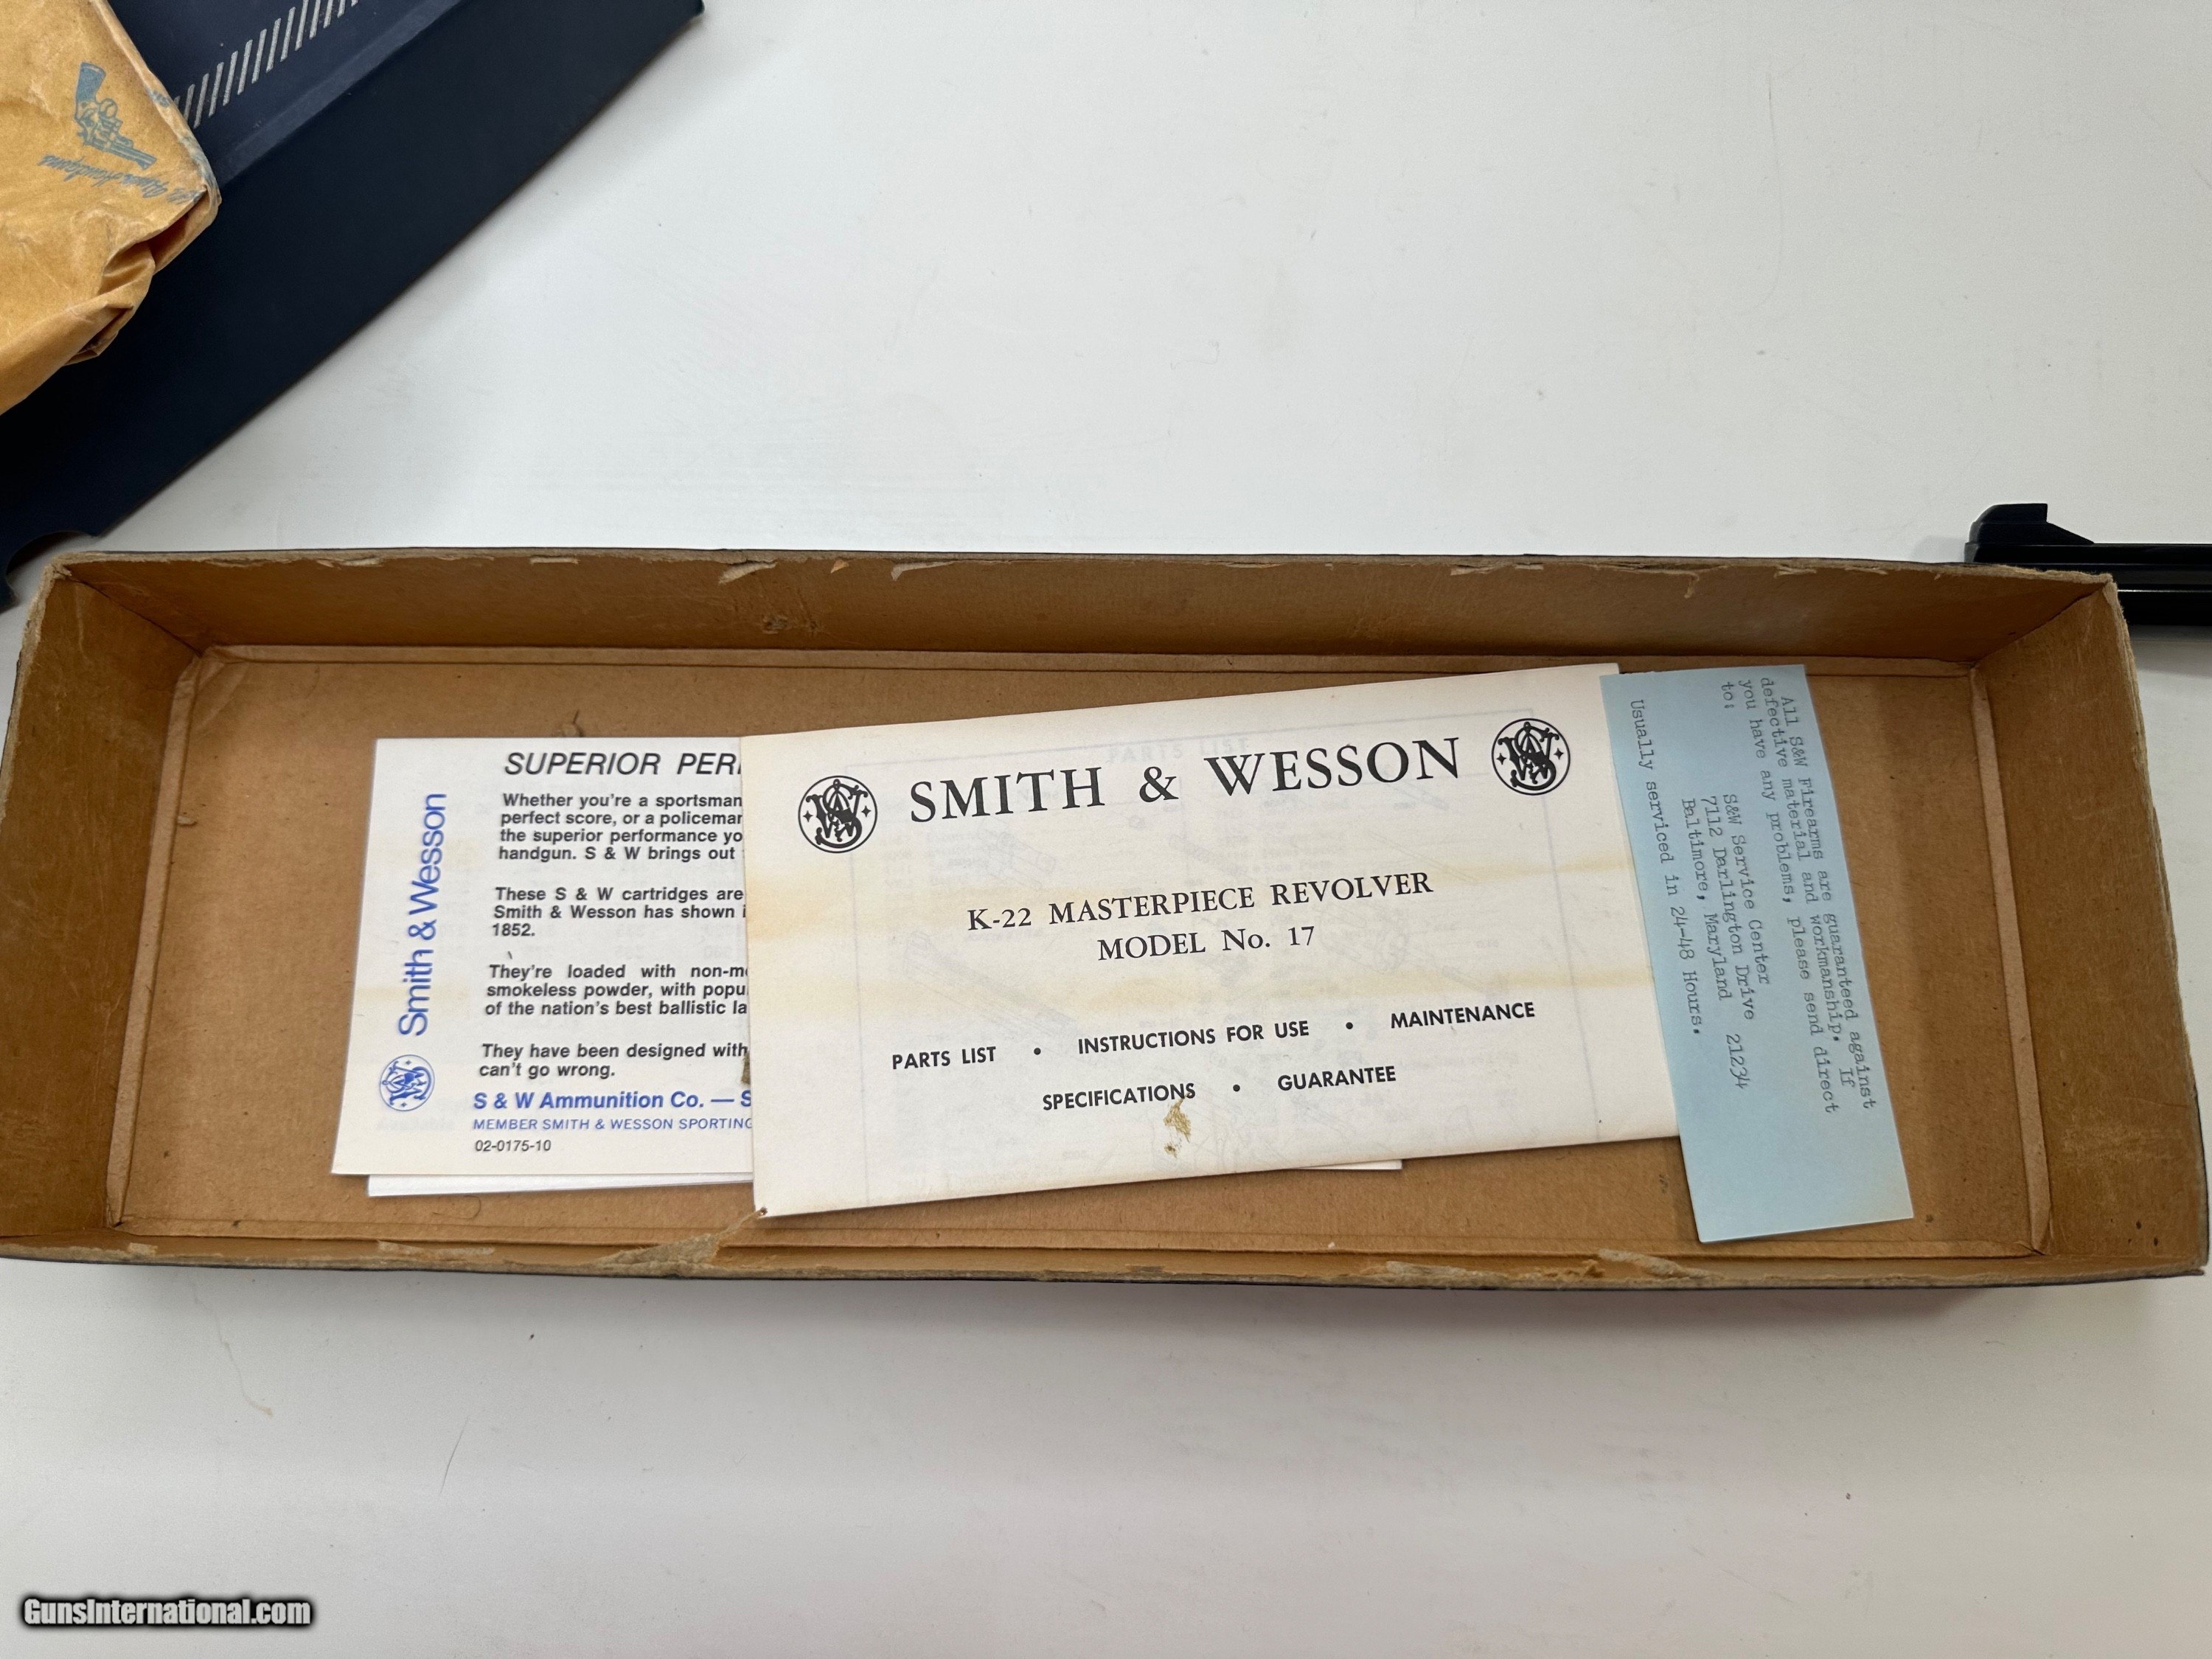 Handguns
Smith & Wesson
SUPERIOR PER
Whether you're a sportsman
perfect score, or a policeman
the superior performance yo
handgun. S & W brings out
These S & W cartridges are
Smith & Wesson has shown i
1852.
They're loaded with non-m
smokeless powder, with popu
of the nation's best ballistic la
They have been designed with
can't go wrong.
S & W Ammunition Co. — S
MEMBER SMITH & WESSON SPORTING
02-0175-10
PARTS LIST
SMITH & WESSON
K-22 MASTERPIECE REVOLVER
MODEL No. 17
PARTS LIST • INSTRUCTIONS FOR USE • MAINTENANCE
SPECIFICATIONS • GUARANTEE
All S&W Firearms are guaranteed against
defective material and workmanship. If
you have any problems, please send direct
to:
S&W Service Center
7112 Darlington Drive
Baltimore, Maryland 21234
Usually serviced in 24-48 Hours.
GunsInternational.com